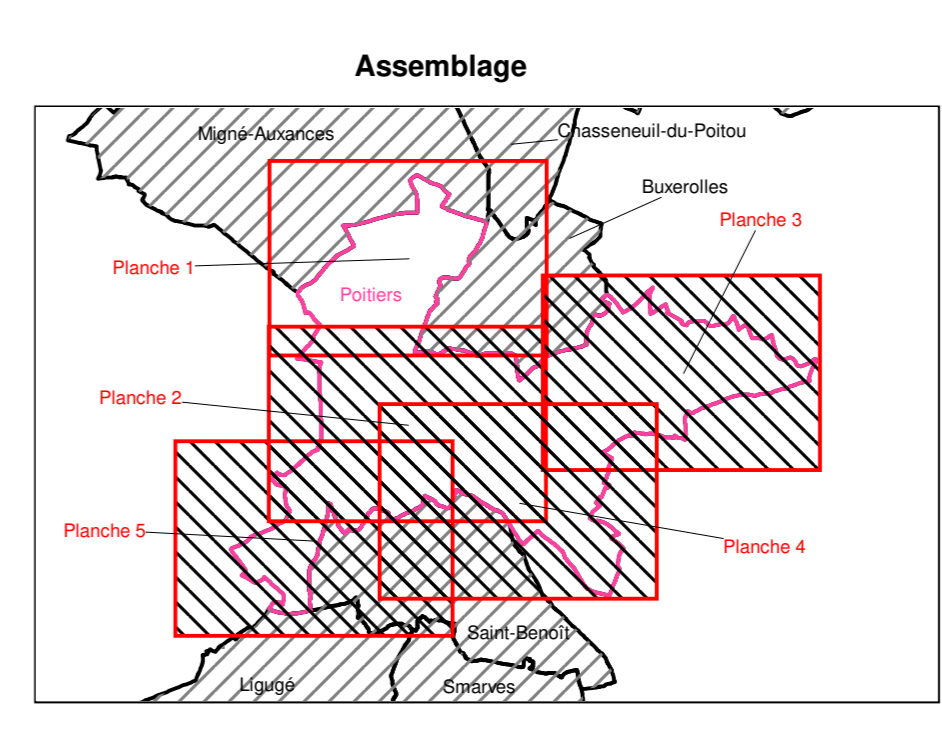 Assemblage
Migné-Auxances
Chasseneuil-du-Poitou
Buxerolles
Planche 3
Planche 1
Poitiers
Planche 2
Planche 5
Planche 4
Saint-Benoît
Ligugé
Smarves